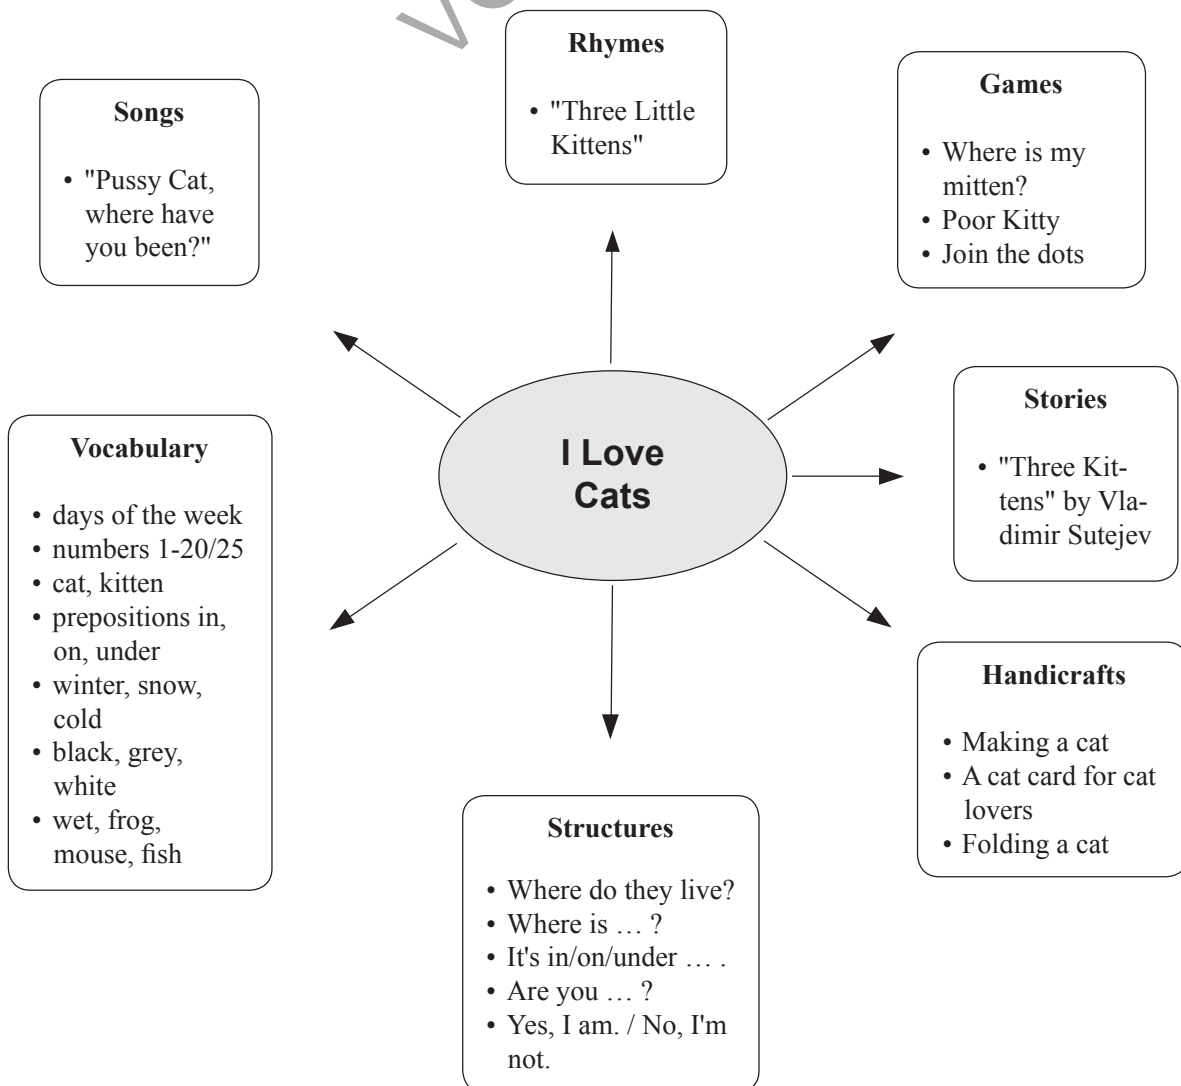 Rhymes
• "Three Little
Kittens"
Songs
• "Pussy Cat,
where have
you been?"
Games
• Where is my
mitten?
• Poor Kitty
• Join the dots
I Love
Cats
Stories
• "Three Kit-
tens" by Vla-
dimir Sutejev
Vocabulary
• days of the week
• numbers 1-20/25
• cat, kitten
• prepositions in,
on, under
• winter, snow,
cold
• black, grey,
white
• wet, frog,
mouse, fish
Handicrafts
• Making a cat
• A cat card for cat
lovers
• Folding a cat
Structures
• Where do they live?
• Where is … ?
• It's in/on/under … .
• Are you … ?
• Yes, I am. / No, I'm
not.